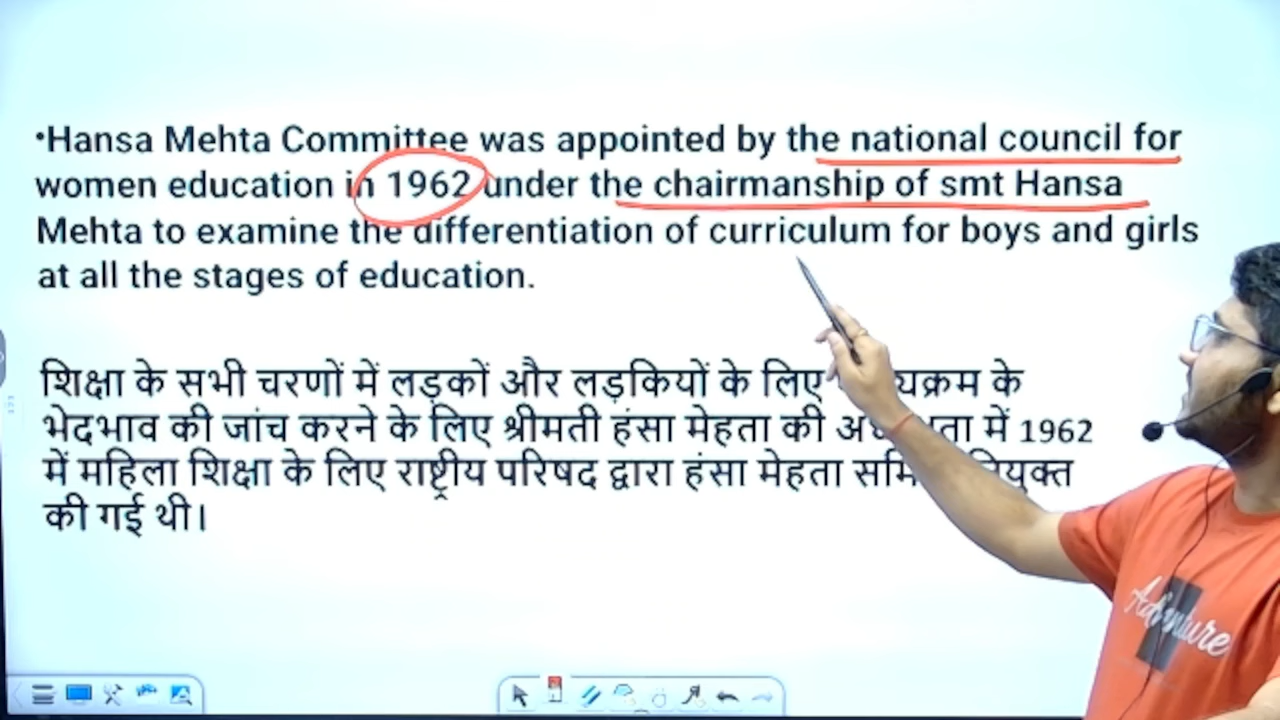 •Hansa Mehta Committee was appointed by the national council for
women education in 1962 under the chairmanship of smt Hansa
Mehta to examine the differentiation of curriculum for boys and girls
at all the stages of education.
शिक्षा के सभी चरणों में लड़कों और लड़कियों के लिए के
भेदभाव की जांच करने के लिए श्रीमती हंसा मेहता की में 1962
में महिला शिक्षा के लिए राष्ट्रीय परिषद द्वारा हंसा मेहता
की गई थी।
Adventure